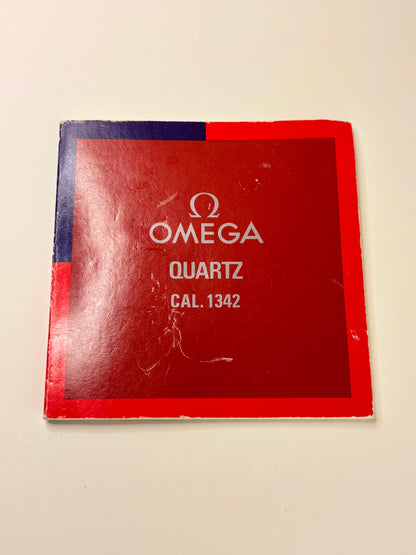 Ω
OMEGA
QUARTZ
CAL. 1342